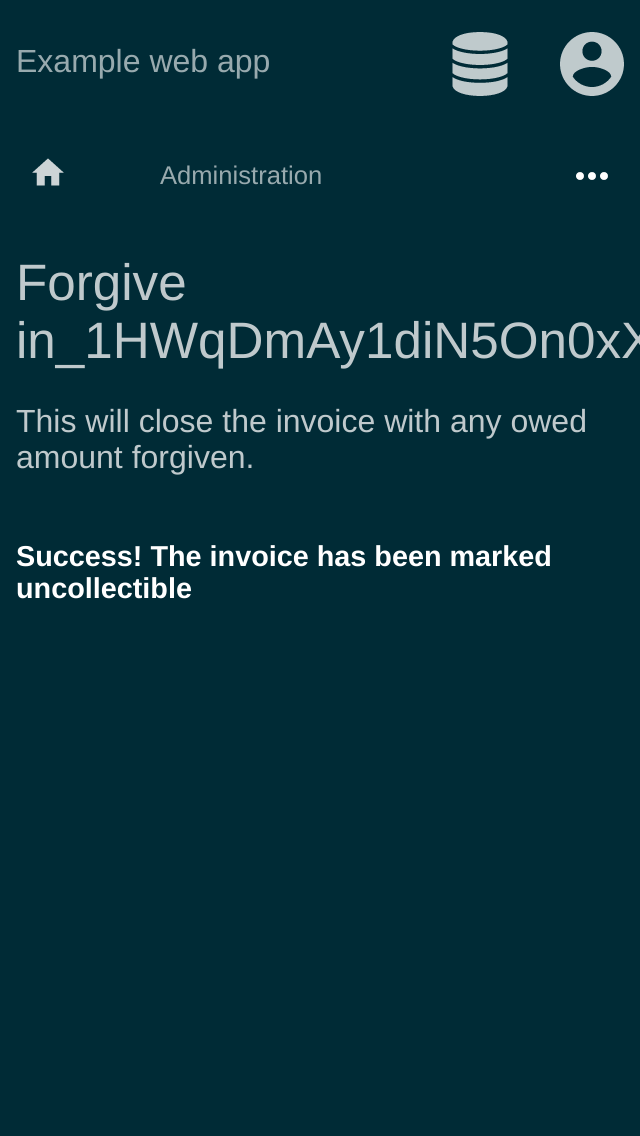 Example web app
Administration
Forgive
in_1HWqDmAy1diN5On0xX
This will close the invoice with any owed
amount forgiven.
Success! The invoice has been marked
uncollectible